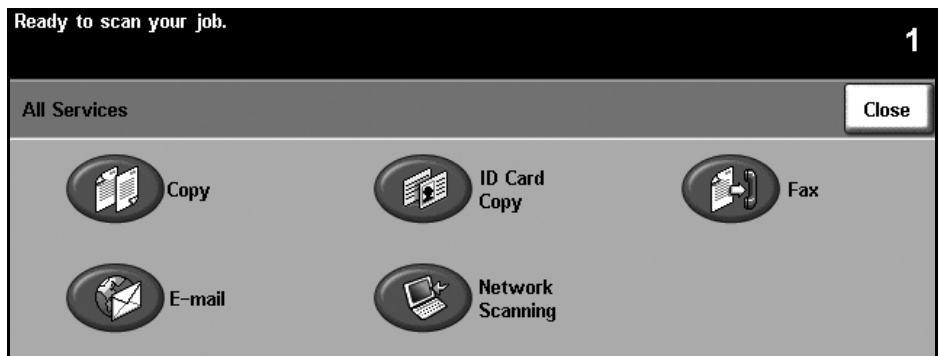 Ready to scan your job.
1
All Services
Close
Copy
ID Card
Copy
Fax
E-mail
Network
Scanning